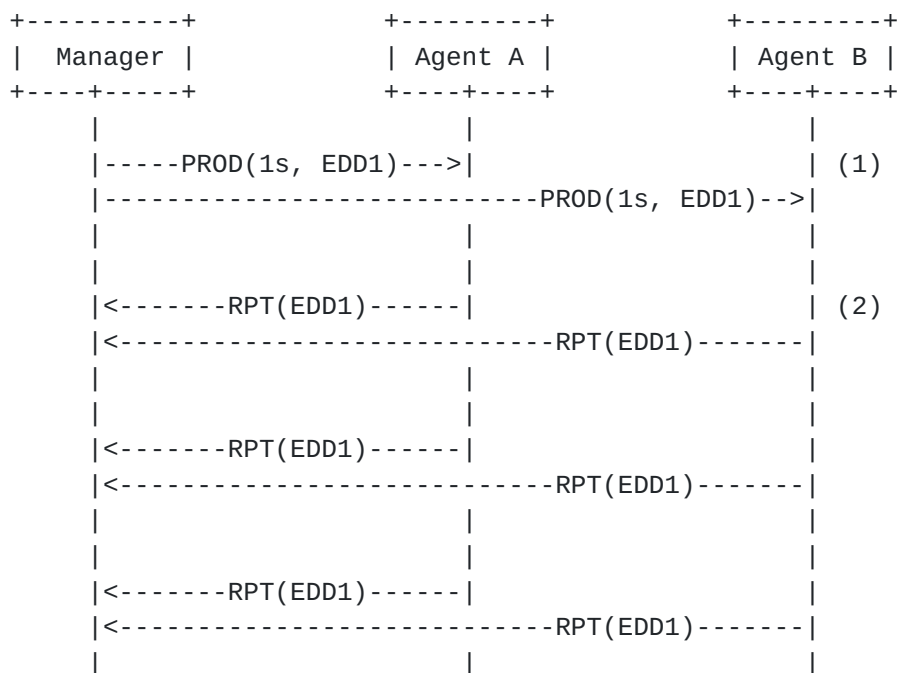 +----------+            +---------+           +---------+
|  Manager |            | Agent A |           | Agent B |
+----+-----+            +----+----+           +----+----+
     |                       |                     |
     |-----PROD(1s, EDD1)--->|                     | (1)
     |----------------------------PROD(1s, EDD1)-->|
     |                       |                     |
     |                       |                     |
     |<-------RPT(EDD1)------|                     | (2)
     |<----------------------------RPT(EDD1)-------|
     |                       |                     |
     |                       |                     |
     |<-------RPT(EDD1)------|                     |
     |<----------------------------RPT(EDD1)-------|
     |                       |                     |
     |                       |                     |
     |<-------RPT(EDD1)------|                     |
     |<----------------------------RPT(EDD1)-------|
     |                       |                     |